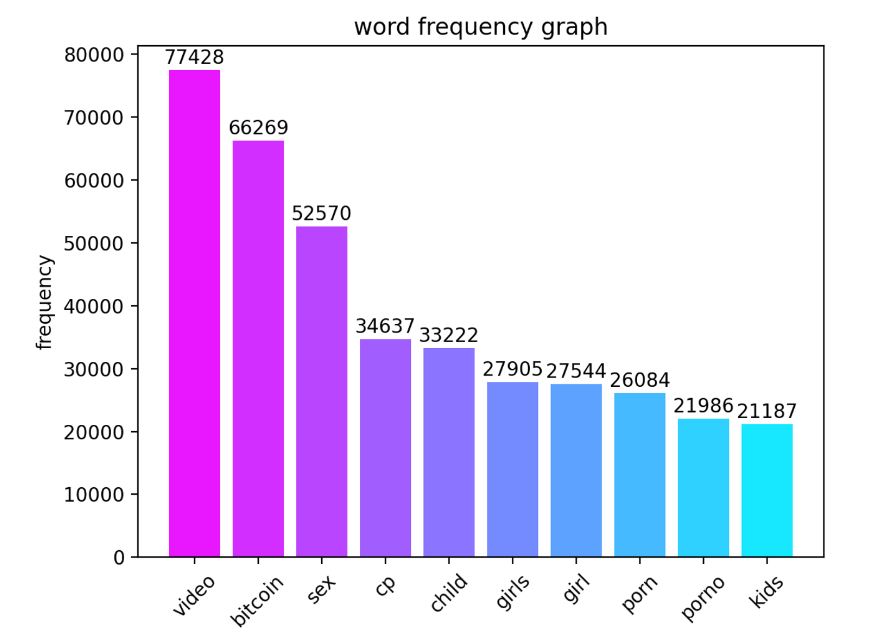 word frequency graph
80000
70000
60000
50000
40000
30000
20000
10000
0
frequency
77428
66269
52570
34637
33222
27905
27544
26084
21986
21187
video
bitcoin
sex
cp
child
girls
girl
porn
porno
kids